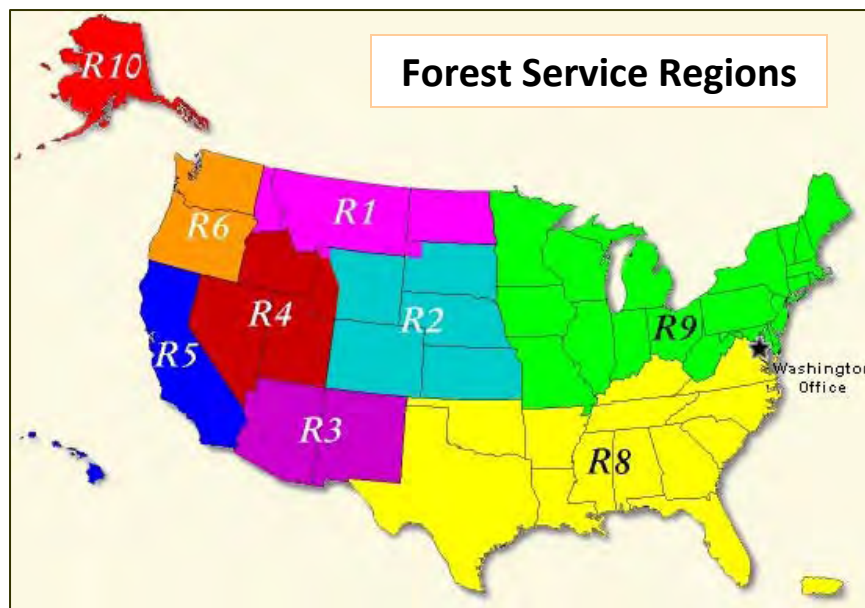 R10
Forest Service Regions
R1
R6
R4
R2
R9
R5
Washington
Office
R3
R8